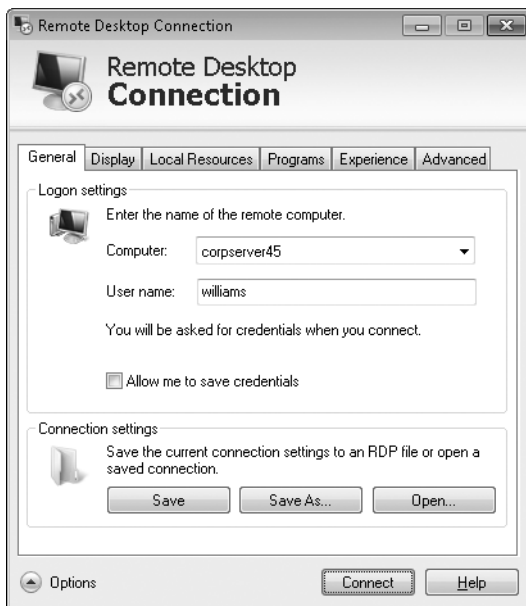 Remote Desktop Connection
Remote Desktop
Connection
General Display Local Resources Programs Experience Advanced
Logon settings
Enter the name of the remote computer.
Computer: corpserver45
User name: williams
You will be asked for credentials when you connect.
Allow me to save credentials
Connection settings
Save the current connection settings to an RDP file or open a
saved connection.
Save Save As... Open...
Options Connect Help